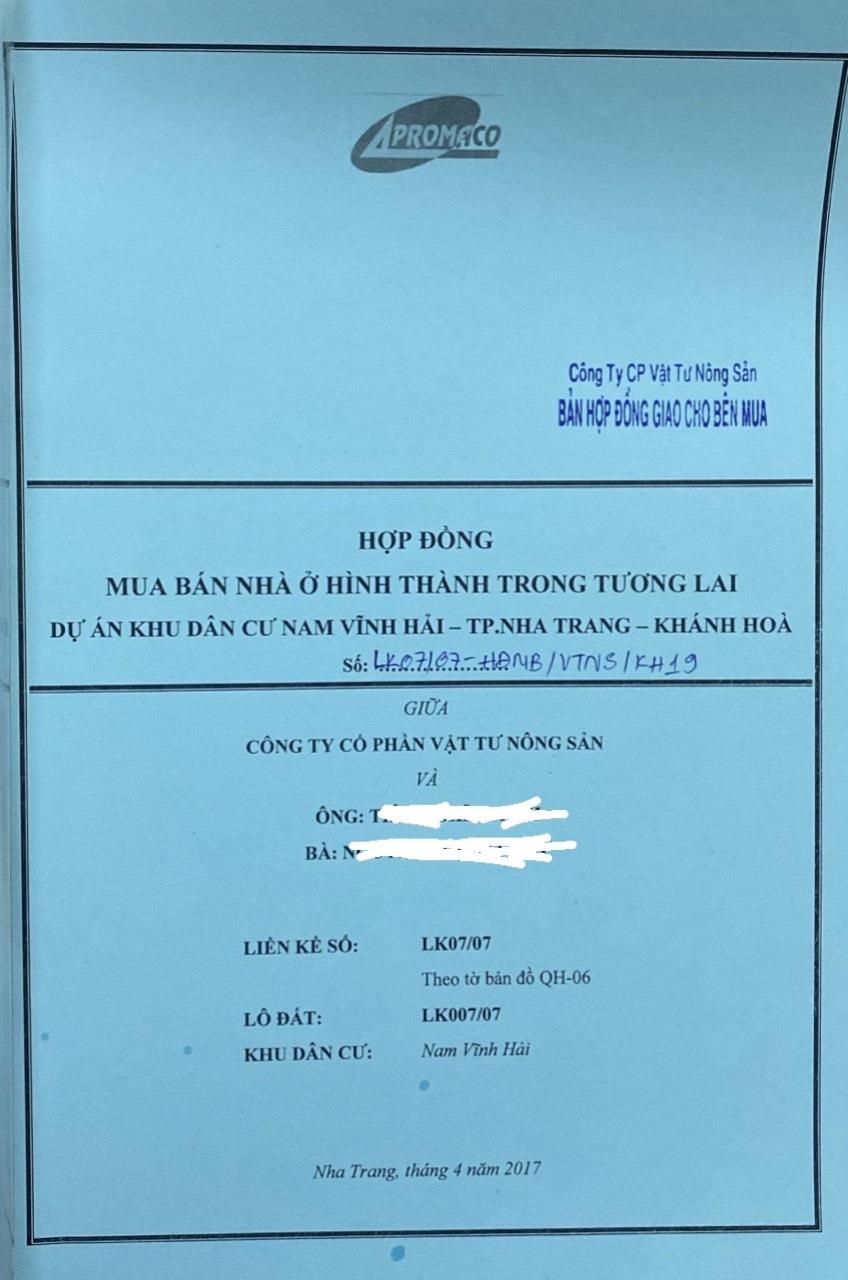 APROMACO
Công Ty CP Vật Tư Nông Sản
BẢN HỢP ĐỒNG GIAO CHO BÊN MUA
HỢP ĐỒNG
MUA BÁN NHÀ Ở HÌNH THÀNH TRONG TƯƠNG LAI
DỰ ÁN KHU DÂN CƯ NAM VĨNH HẢI – TP.NHA TRANG – KHÁNH HOÀ
Số: LK07/07-HĐMB/VTNS/KH19
GIỮA
CÔNG TY CỔ PHẦN VẬT TƯ NÔNG SẢN
VÀ
ÔNG:
BÀ:
LIỀN KỀ SỐ: LK07/07
Theo tờ bản đồ QH-06
LÔ ĐẤT: LK007/07
KHU DÂN CƯ: Nam Vĩnh Hải
Nha Trang, tháng 4 năm 2017